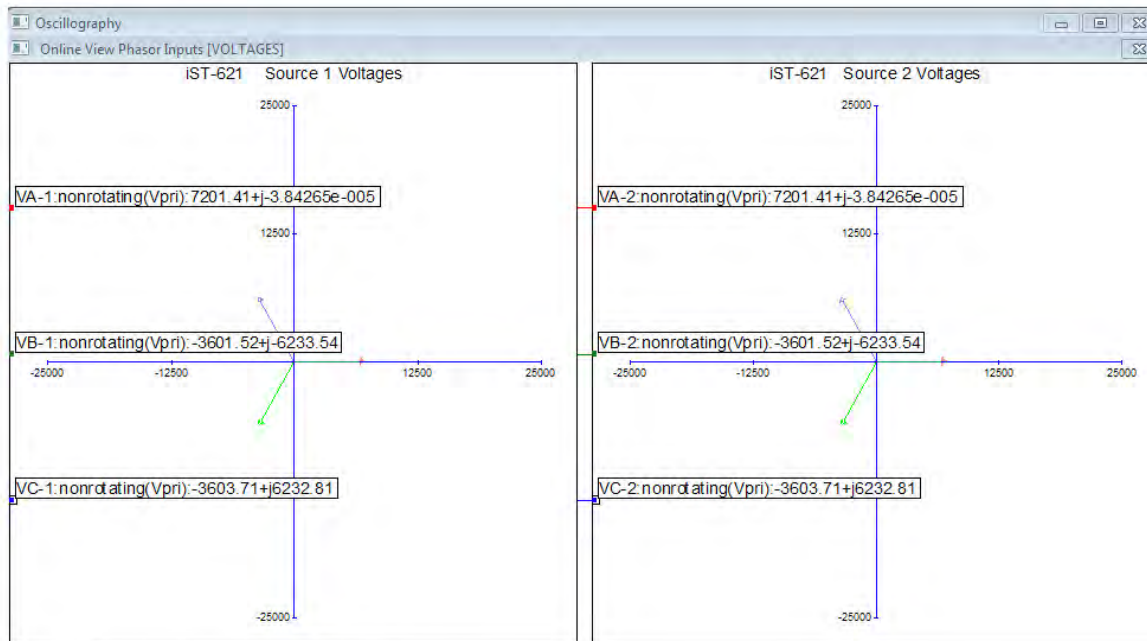 Oscillography
Online View Phasor Inputs [VOLTAGES]
iST-621 Source 1 Voltages
25000
VA-1:nonrotating(Vpri):7201.41+j-3.84265e-005
12500
VB-1:nonrotating(Vpri):-3601.52+j-6233.54
-25000 -12500 12500 25000
VC-1:nonrotating(Vpri):-3603.71+j6232.81
-25000
iST-621 Source 2 Voltages
25000
VA-2:nonrotating(Vpri):7201.41+j-3.84265e-005
12500
VB-2:nonrotating(Vpri):-3601.52+j-6233.54
-25000 -12500 12500 25000
VC-2:nonrotating(Vpri):-3603.71+j6232.81
-25000